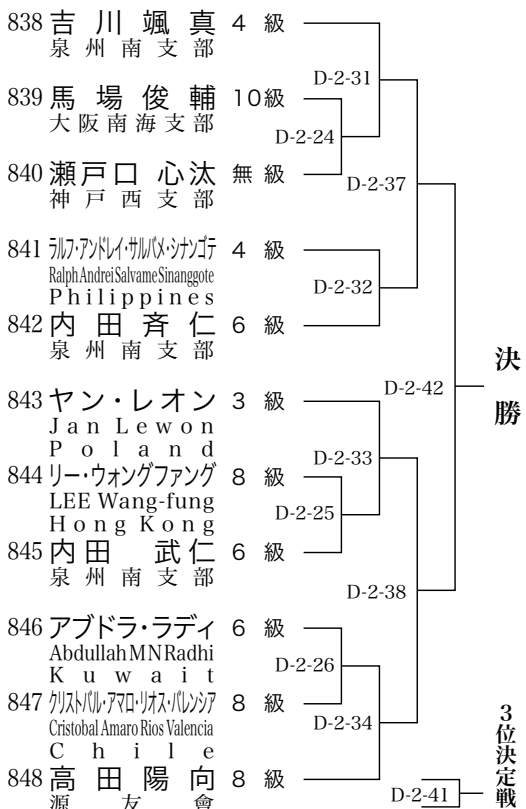 838 吉川颯真 4級
泉州南支部
D-2-31
839 馬場俊輔 10級
大阪南海支部
D-2-24
840 瀬戸口 心汰 無級
神戸西支部
D-2-37
841 ラルフ・アンドレイ・サルバメ・シナンゴテ 4級
Ralph Andrei Salvame Sinanggote
Philippines
D-2-32
842 内田斉仁 6級
泉州南支部
決勝
D-2-42
843 ヤン・レオン 3級
Jan Lewon
Poland
D-2-33
844 リー・ウォングファング 8級
LEE Wang-fung
Hong Kong
D-2-25
845 内田 武仁 6級
泉州南支部
D-2-38
846 アブドラ・ラディ 6級
Abdullah M N Radhi
Kuwait
D-2-26
847 クリストバル・アマロ・リオス・バレンシア 8級
Cristobal Amaro Rios Valencia
Chile
D-2-34
848 高田陽向 8級
源友會
3位決定戦
D-2-41